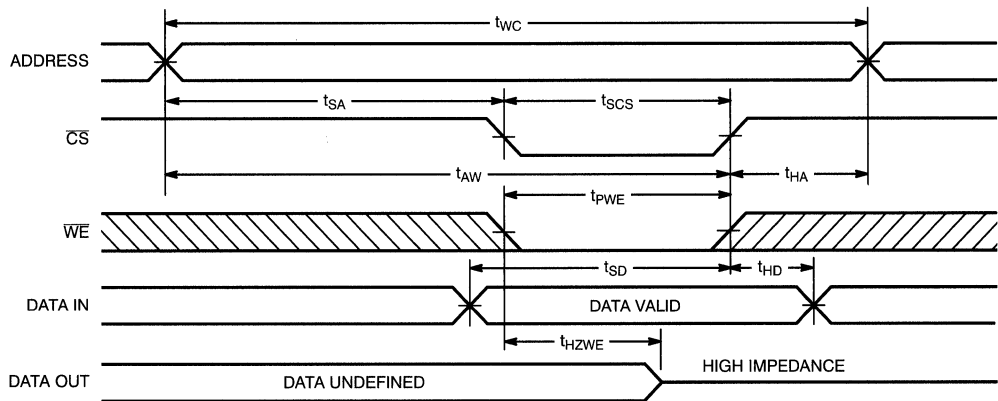 tWC
ADDRESS
tSA
tSCS
CS
tAW
tHA
tPWE
WE
tSD
tHD
DATA IN
DATA VALID
tHZWE
HIGH IMPEDANCE
DATA OUT
DATA UNDEFINED